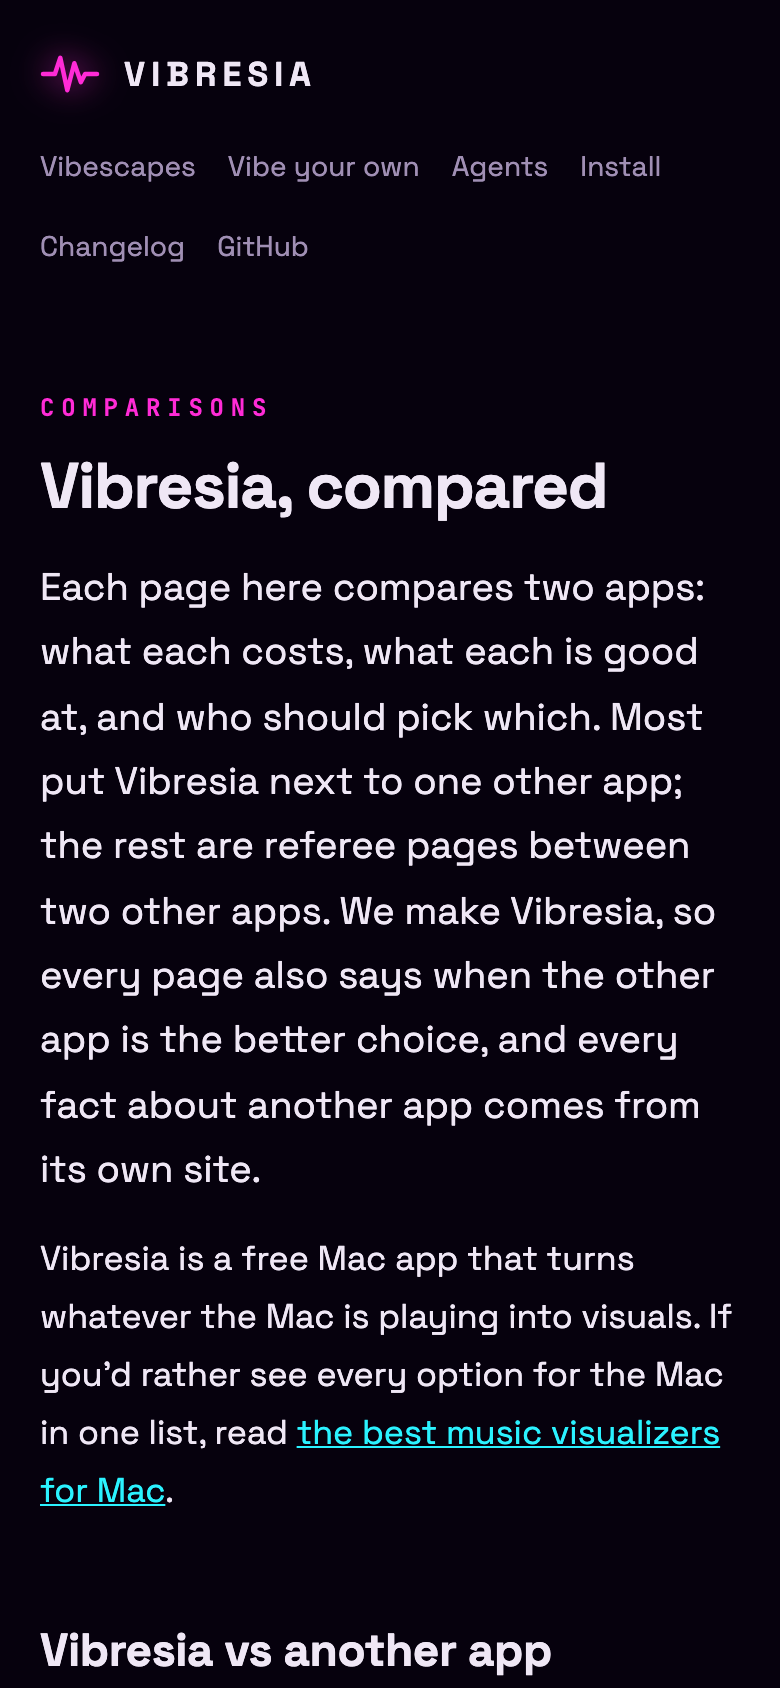 VIBRESIA
Vibescapes Vibe your own Agents Install
Changelog GitHub
COMPARISONS
Vibresia, compared
Each page here compares two apps:
what each costs, what each is good
at, and who should pick which. Most
put Vibresia next to one other app;
the rest are referee pages between
two other apps. We make Vibresia, so
every page also says when the other
app is the better choice, and every
fact about another app comes from
its own site.
Vibresia is a free Mac app that turns
whatever the Mac is playing into visuals. If
you’d rather see every option for the Mac
in one list, read the best music visualizers
for Mac.
Vibresia vs another app